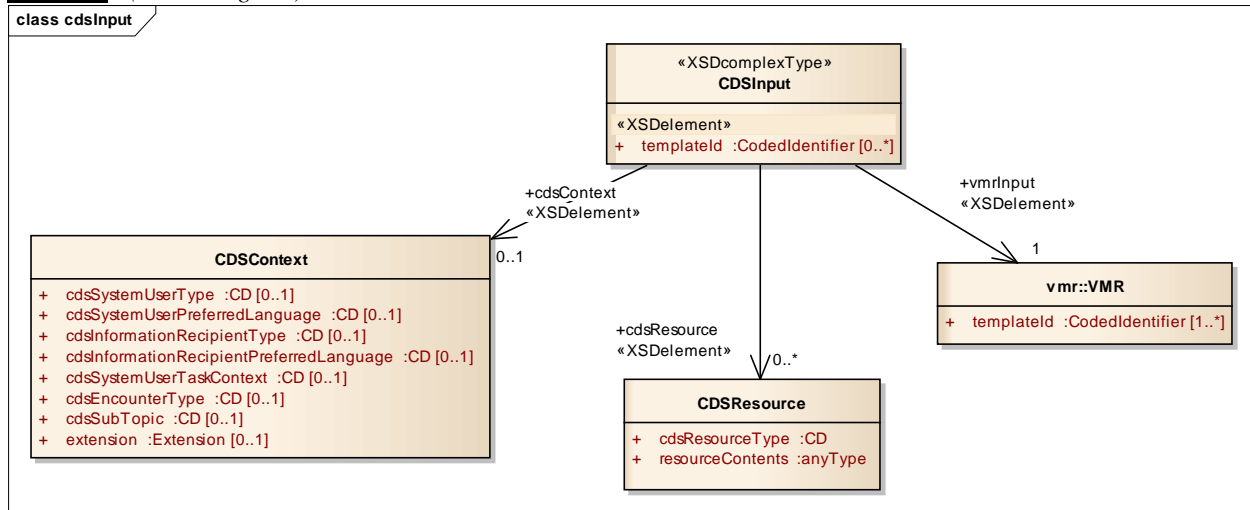 class cdsInput
«XSDcomplexType»
CDSInput
«XSDelement»
+ templateId :CodedIdentifier [0..*]
+cdsContext
«XSDelement»
0..1
+vmrInput
«XSDelement»
1
CDSContext
+ cdsSystemUserType :CD [0..1]
+ cdsSystemUserPreferredLanguage :CD [0..1]
+ cdsInformationRecipientType :CD [0..1]
+ cdsInformationRecipientPreferredLanguage :CD [0..1]
+ cdsSystemUserTaskContext :CD [0..1]
+ cdsEncounterType :CD [0..1]
+ cdsSubTopic :CD [0..1]
+ extension :Extension [0..1]
vmr::VMR
+ templateId :CodedIdentifier [1..*]
+cdsResource
«XSDelement»
0..*
CDSResource
+ cdsResourceType :CD
+ resourceContents :anyType